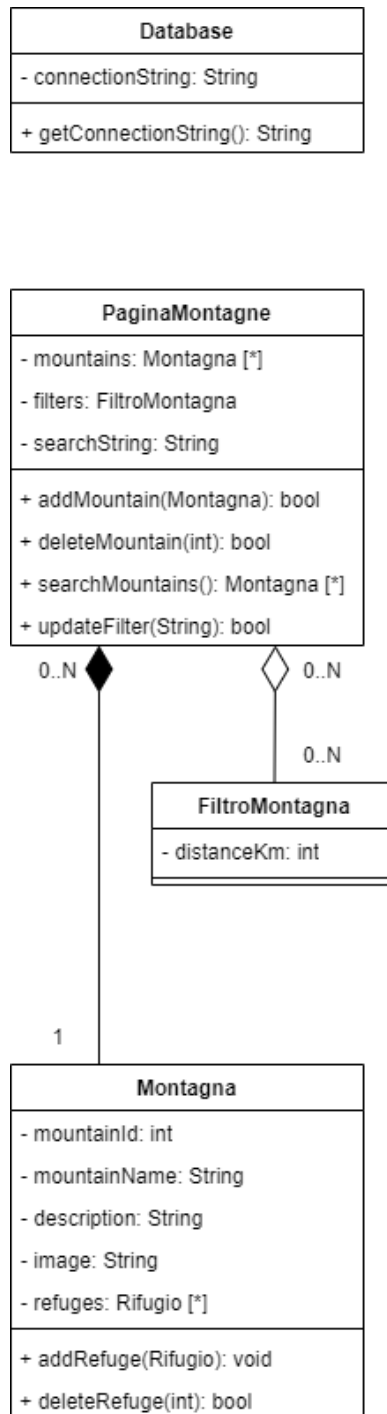 Database
- connectionString: String
+ getConnectionString(): String
PaginaMontagne
- mountains: Montagna [*]
- filters: FiltroMontagna
- searchString: String
+ addMountain(Montagna): bool
+ deleteMountain(int): bool
+ searchMountains(): Montagna [*]
+ updateFilter(String): bool
0..N
0..N
0..N
FiltroMontagna
- distanceKm: int
1
Montagna
- mountainId: int
- mountainName: String
- description: String
- image: String
- refuges: Rifugio [*]
+ addRefuge(Rifugio): void
+ deleteRefuge(int): bool